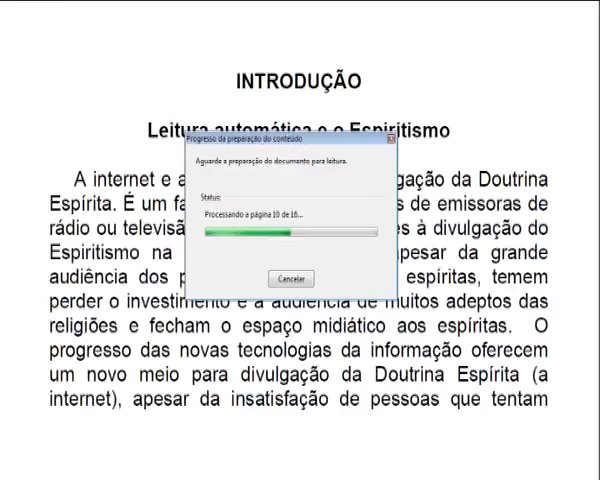 INTRODUÇÃO
Leitura automática e o Espiritismo
Progresso da preparação do conteúdo
Aguarde a preparação do documento para leitura.
Status:
Processando a página 10 de 16...
Cancelar
A internet e a gação da Doutrina
Espírita. É um fa s de emissoras de
rádio ou televisã es à divulgação do
Espiritismo na apesar da grande
audiência dos p espíritas, temem
perder o investimento e a audiência de muitos adeptos das
religiões e fecham o espaço midiático aos espíritas. O
progresso das novas tecnologias da informação oferecem
um novo meio para divulgação da Doutrina Espírita (a
internet), apesar da insatisfação de pessoas que tentam